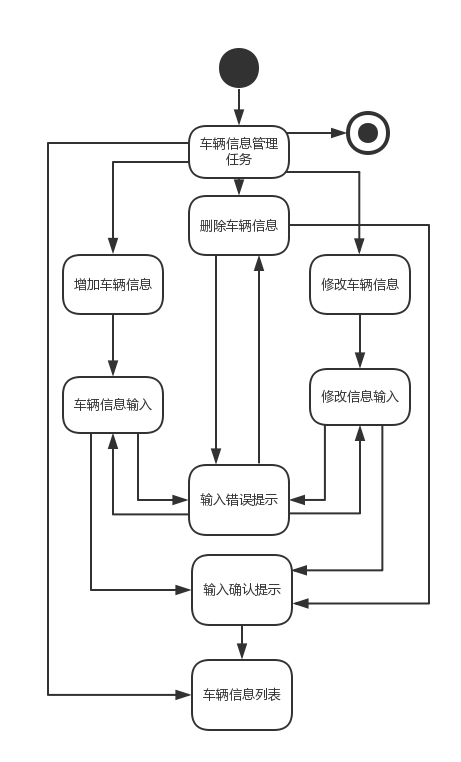 车辆信息管理
任务
删除车辆信息
增加车辆信息
修改车辆信息
车辆信息输入
修改信息输入
输入错误提示
输入确认提示
车辆信息列表